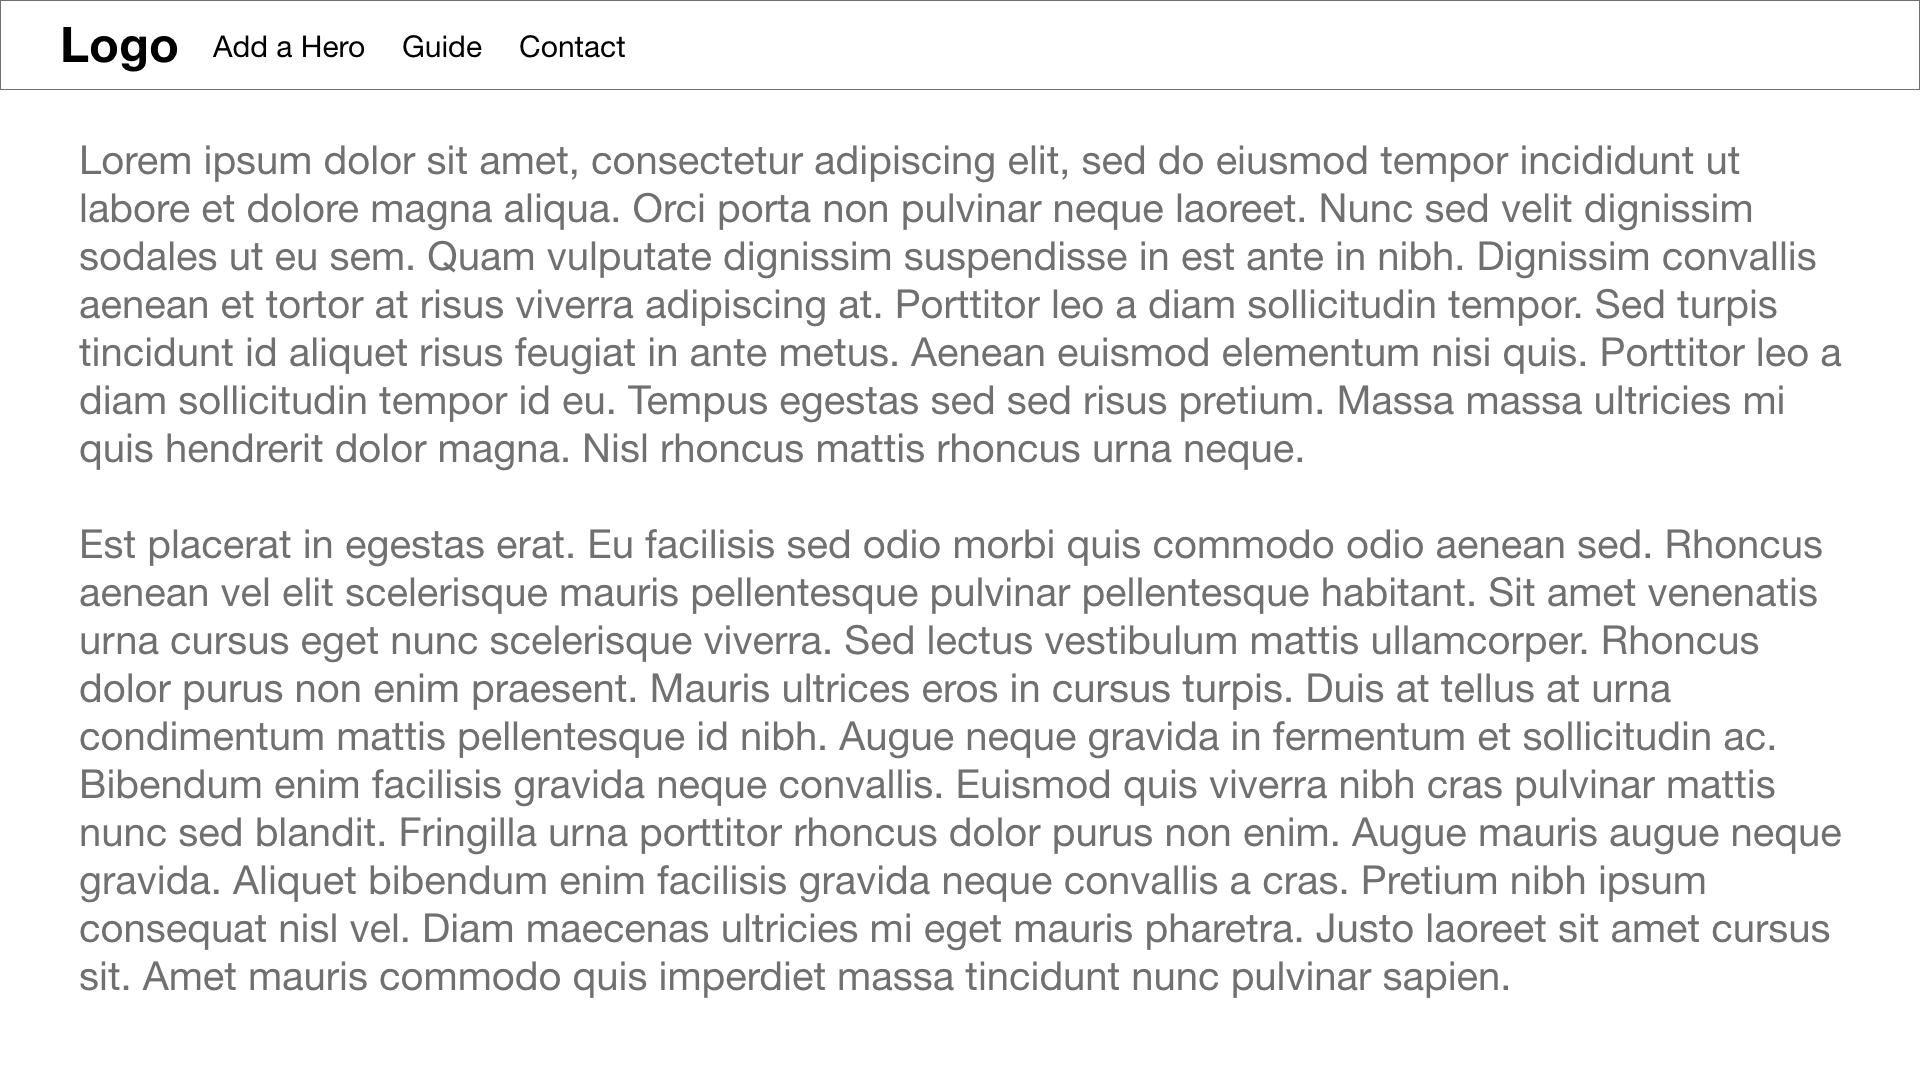 Logo Add a Hero Guide Contact
Lorem ipsum dolor sit amet, consectetur adipiscing elit, sed do eiusmod tempor incididunt ut
labore et dolore magna aliqua. Orci porta non pulvinar neque laoreet. Nunc sed velit dignissim
sodales ut eu sem. Quam vulputate dignissim suspendisse in est ante in nibh. Dignissim convallis
aenean et tortor at risus viverra adipiscing at. Porttitor leo a diam sollicitudin tempor. Sed turpis
tincidunt id aliquet risus feugiat in ante metus. Aenean euismod elementum nisi quis. Porttitor leo a
diam sollicitudin tempor id eu. Tempus egestas sed sed risus pretium. Massa massa ultricies mi
quis hendrerit dolor magna. Nisl rhoncus mattis rhoncus urna neque.
Est placerat in egestas erat. Eu facilisis sed odio morbi quis commodo odio aenean sed. Rhoncus
aenean vel elit scelerisque mauris pellentesque pulvinar pellentesque habitant. Sit amet venenatis
urna cursus eget nunc scelerisque viverra. Sed lectus vestibulum mattis ullamcorper. Rhoncus
dolor purus non enim praesent. Mauris ultrices eros in cursus turpis. Duis at tellus at urna
condimentum mattis pellentesque id nibh. Augue neque gravida in fermentum et sollicitudin ac.
Bibendum enim facilisis gravida neque convallis. Euismod quis viverra nibh cras pulvinar mattis
nunc sed blandit. Fringilla urna porttitor rhoncus dolor purus non enim. Augue mauris augue neque
gravida. Aliquet bibendum enim facilisis gravida neque convallis a cras. Pretium nibh ipsum
consequat nisl vel. Diam maecenas ultricies mi eget mauris pharetra. Justo laoreet sit amet cursus
sit. Amet mauris commodo quis imperdiet massa tincidunt nunc pulvinar sapien.